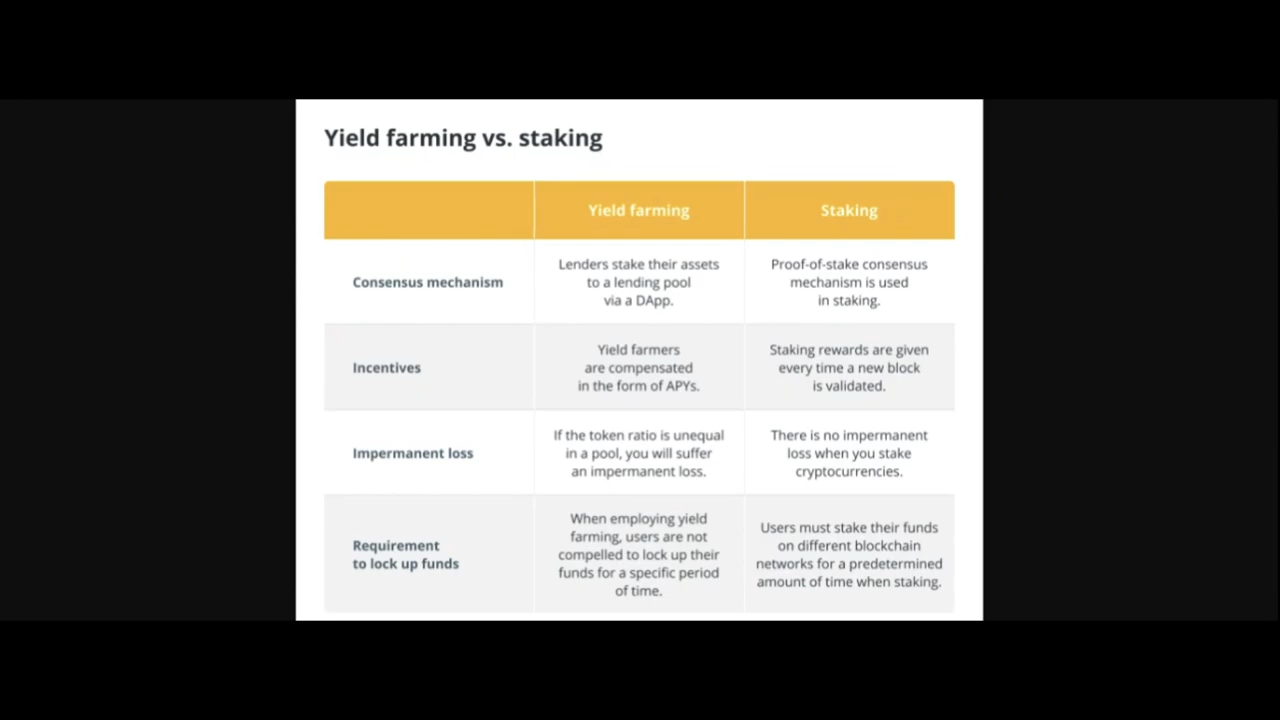 Yield farming vs. staking
Yield farming
Staking
Consensus mechanism
Lenders stake their assets
to a lending pool
via a DApp.
Proof-of-stake consensus
mechanism is used
in staking.
Incentives
Yield farmers
are compensated
in the form of APYs.
Staking rewards are given
every time a new block
is validated.
Impermanent loss
If the token ratio is unequal
in a pool, you will suffer
an impermanent loss.
There is no impermanent
loss when you stake
cryptocurrencies.
Requirement
to lock up funds
When employing yield
farming, users are not
compelled to lock up their
funds for a specific period
of time.
Users must stake their funds
on different blockchain
networks for a predetermined
amount of time when staking.